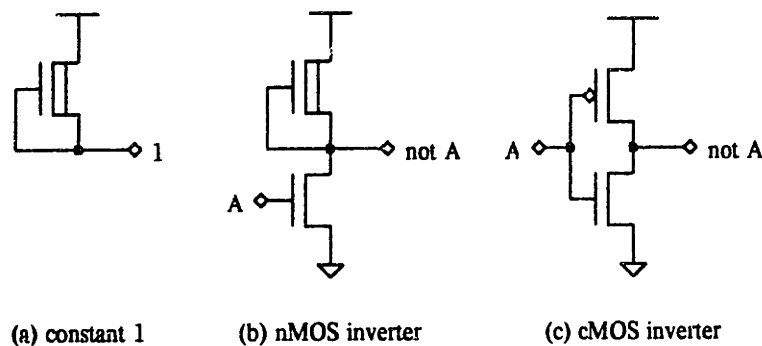 1
A
not A
A
not A
(a) constant 1
(b) nMOS inverter
(c) cMOS inverter